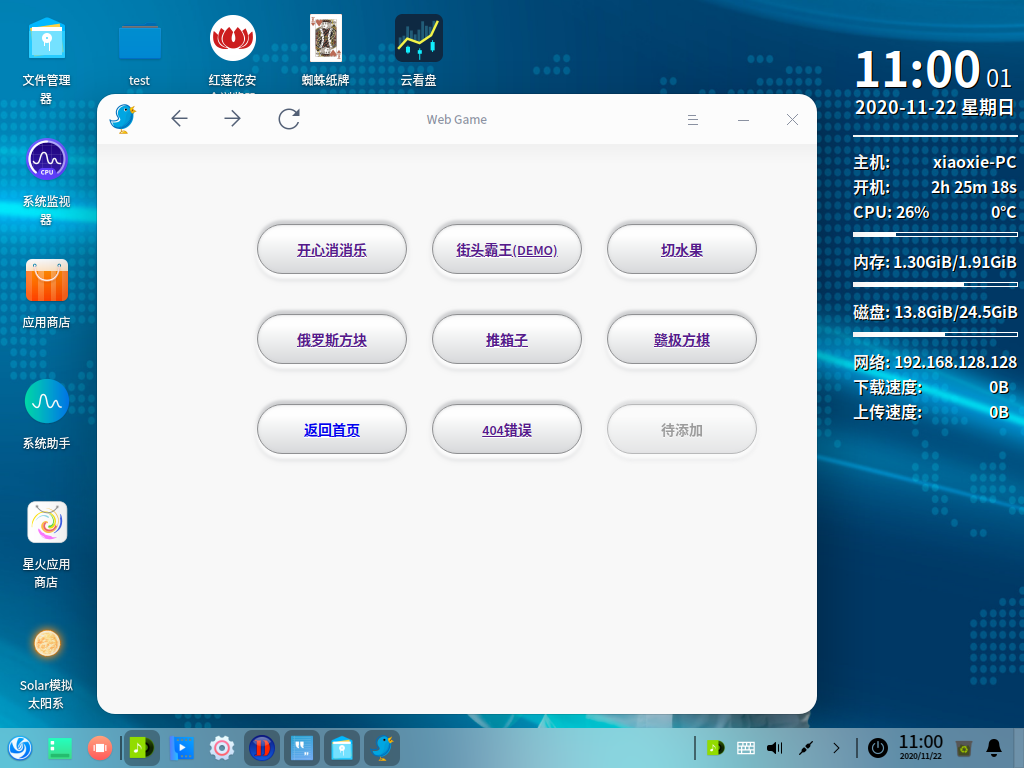 文件管理
器
test
红莲花安
蜘蛛纸牌
云看盘
系统监视
器
CPU
应用商店
系统助手
星火应用
商店
Solar模拟
太阳系
Web Game
开心消消乐
街头霸王(DEMO)
切水果
俄罗斯方块
推箱子
赣极方棋
返回首页
404错误
待添加
11:00 01
2020-11-22 星期日
主机: xiaoxie-PC
开机: 2h 25m 18s
CPU: 26% 0°C
内存: 1.30GiB/1.91GiB
磁盘: 13.8GiB/24.5GiB
网络: 192.168.128.128
下载速度: 0B
上传速度: 0B
11:00
2020/11/22